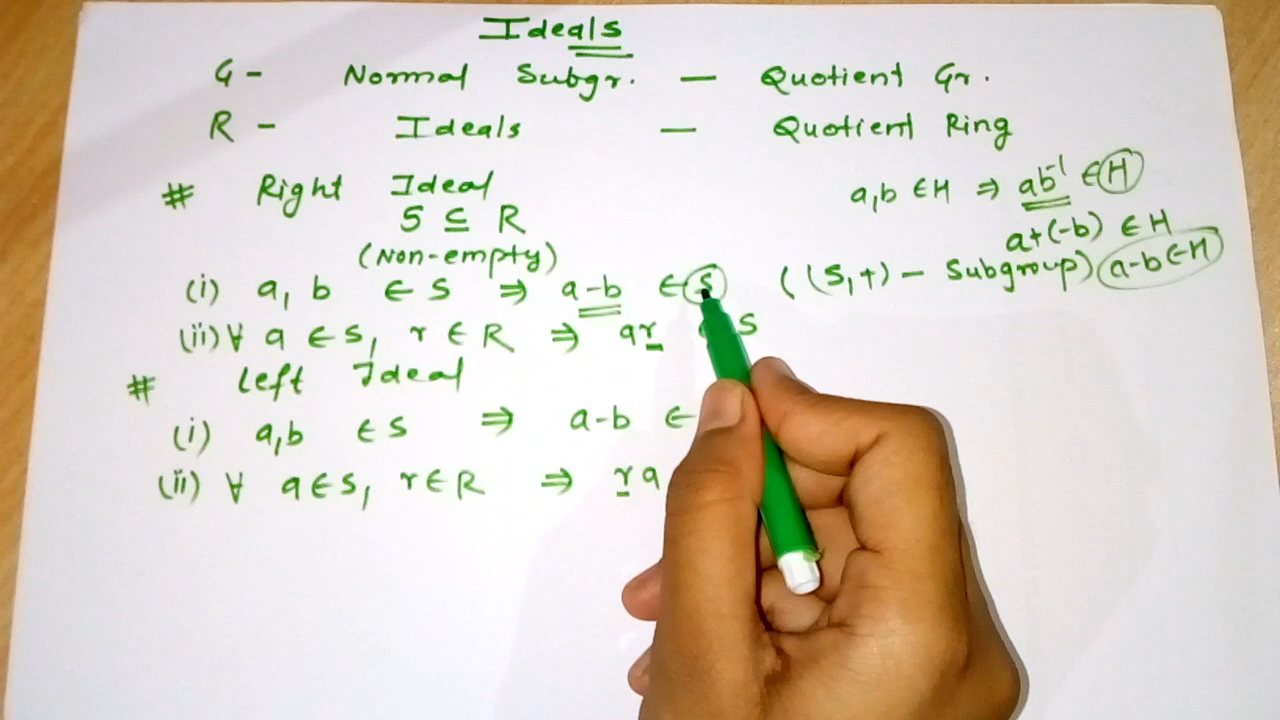 Ideals
G - Normal Subgr. — Quotient Gr.
R - Ideals — Quotient Ring
# Right Ideal
S ⊆ R
(Non-empty)
a,b ∈ H ⇒ ab⁻¹ ∈ H
a+(-b) ∈ H
(i) a, b ∈ S ⇒ a-b ∈ S ((S,+) - Subgroup) a-b ∈ H
(ii) ∀ a ∈ S, r ∈ R ⇒ ar S
# Left Ideal
(i) a,b ∈ S ⇒ a-b ∈
(ii) ∀ a ∈ S, r ∈ R ⇒ ra